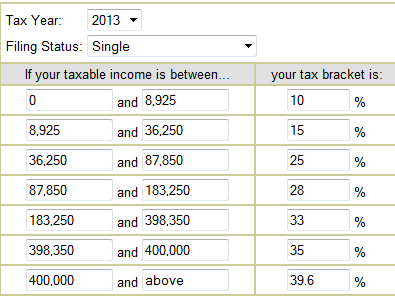 Tax Year: 2013
Filing Status: Single
If your taxable income is between... your tax bracket is:
0 and 8,925 10 %
8,925 and 36,250 15 %
36,250 and 87,850 25 %
87,850 and 183,250 28 %
183,250 and 398,350 33 %
398,350 and 400,000 35 %
400,000 and above 39.6 %